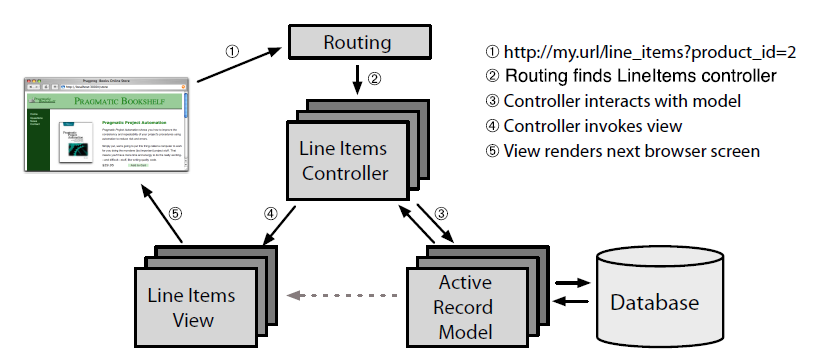 Routing
① http://my.url/line_items?product_id=2
② Routing finds LineItems controller
③ Controller interacts with model
④ Controller invokes view
⑤ View renders next browser screen
①
②
PRAGMATIC BOOKSHELF
Pragmatic Project Automation
Line Items
Controller
⑤
④
③
Line Items
View
Active
Record
Model
Database